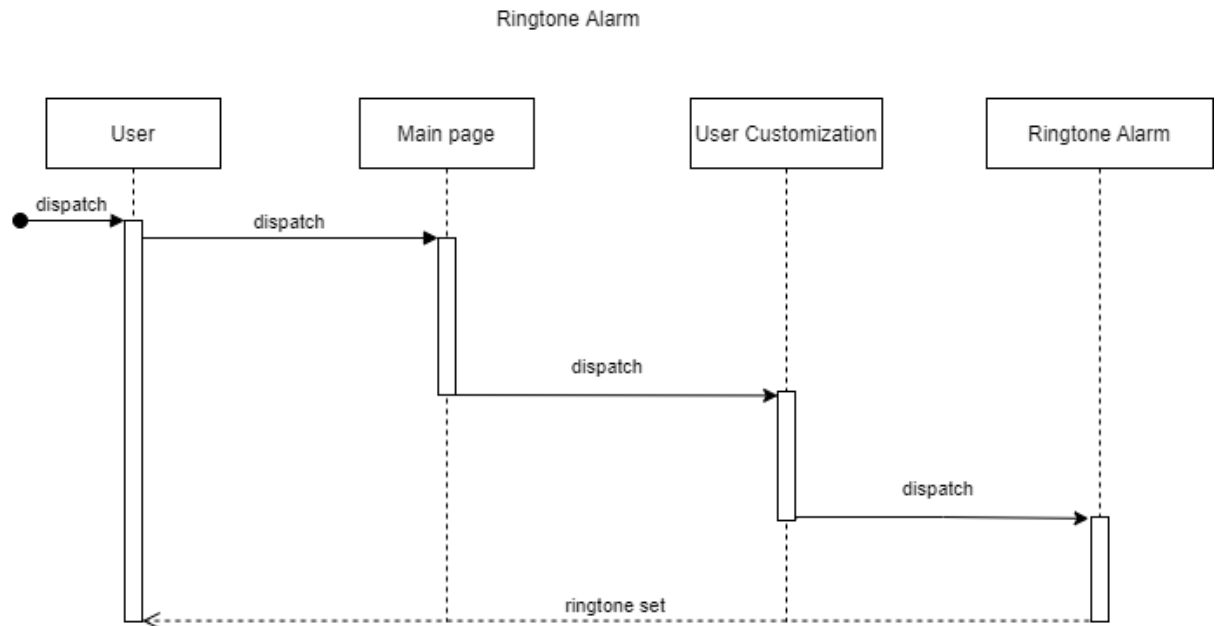 Ringtone Alarm
User
Main page
User Customization
Ringtone Alarm
dispatch
dispatch
dispatch
dispatch
ringtone set